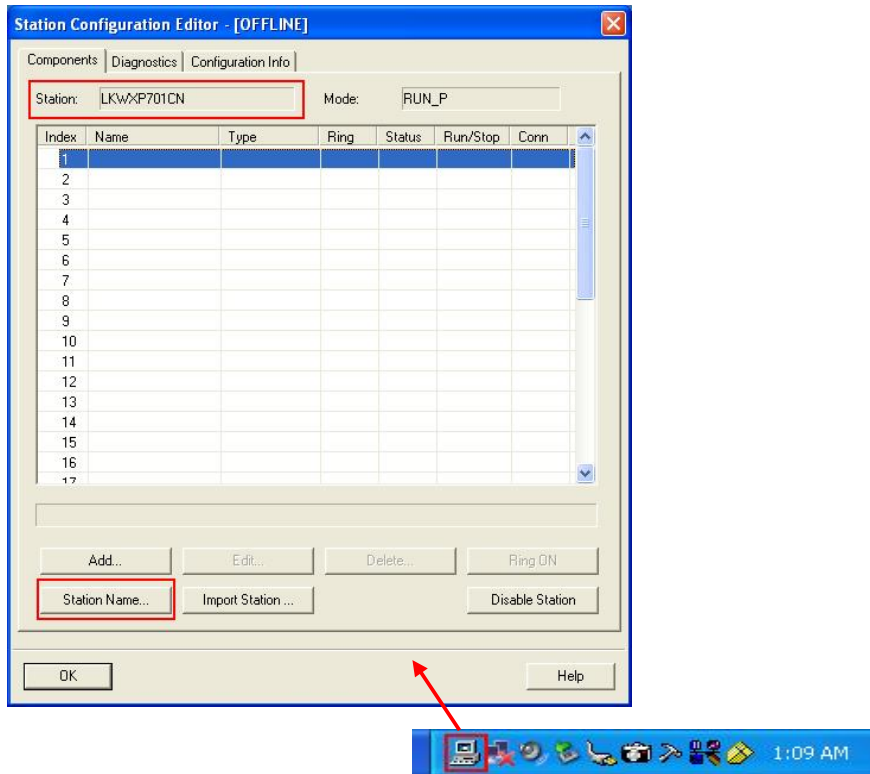 Station Configuration Editor - [OFFLINE]
Components Diagnostics Configuration Info
Station: LKWXP701CN Mode: RUN_P
Index Name Type Ring Status Run/Stop Conn
1
2
3
4
5
6
7
8
9
10
11
12
13
14
15
16
17
Add... Edit... Delete... Ring ON
Station Name... Import Station ... Disable Station
OK Help
1:09 AM